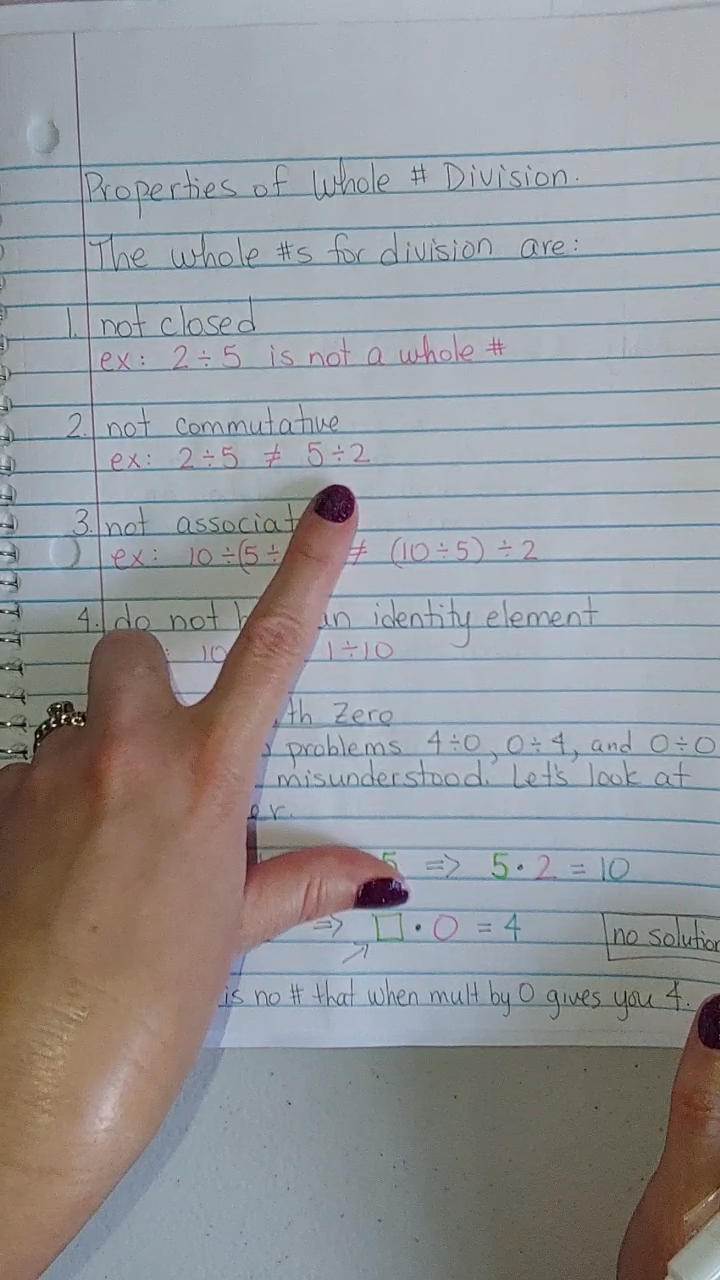 Properties of Whole # Division.
The whole #s for division are:
1. not closed
ex: 2÷5 is not a whole #
2. not commutative
ex: 2÷5 ≠ 5÷2
3. not associat
ex: 10÷(5÷ ≠ (10÷5)÷2
4. do not an identity element
10 1÷10
th Zero
problems 4÷0, 0÷4, and 0÷0
misunderstood. Let's look at
5 => 5·2 = 10
=> □·0 = 4 no solution
is no # that when mult by 0 gives you 4.